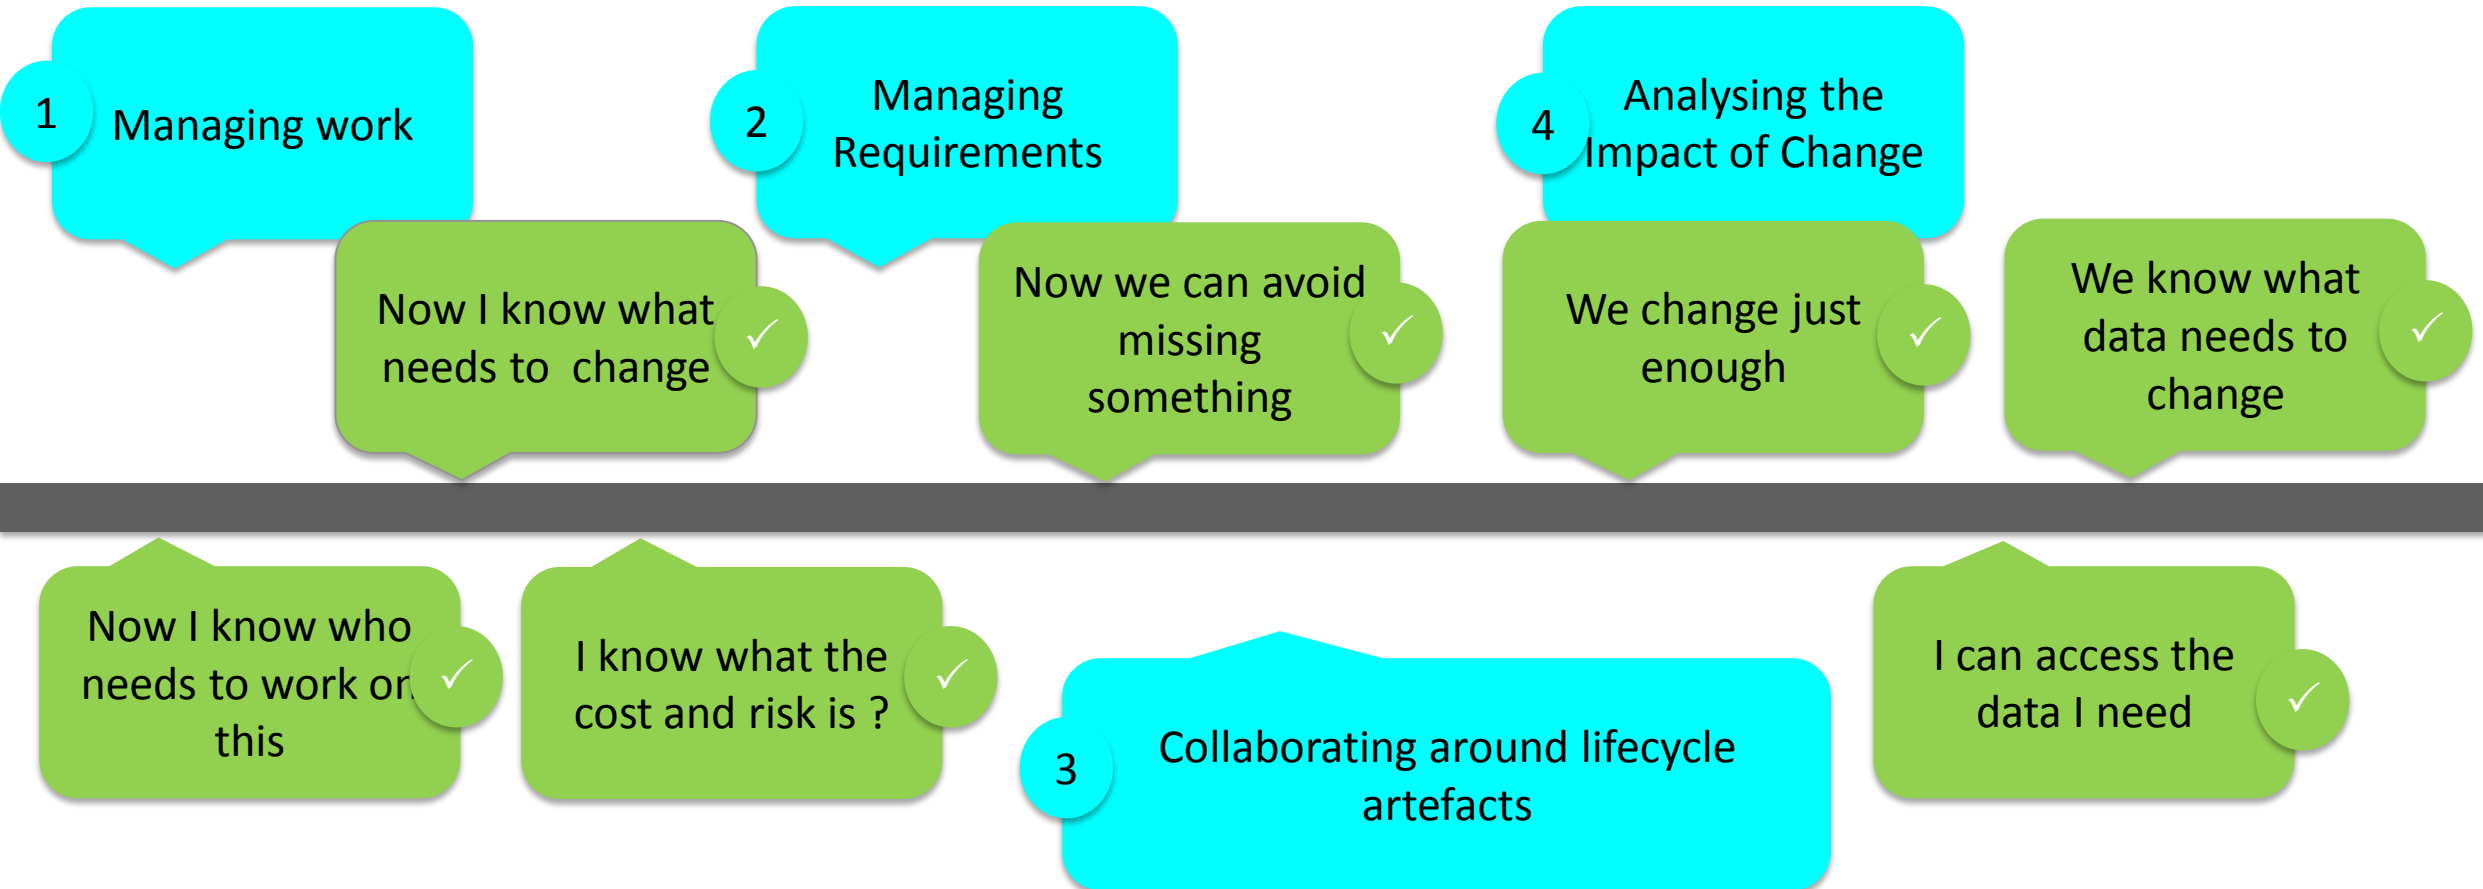 1
Managing work
2
Managing
Requirements
4
Analysing the
Impact of Change
Now I know what
needs to  change
✓
Now we can avoid
missing
something
✓
We change just
enough
✓
We know what
data needs to
change
✓
Now I know who
needs to work on
this
✓
I know what the
cost and risk is ?
✓
3
Collaborating around lifecycle
artefacts
I can access the
data I need
✓